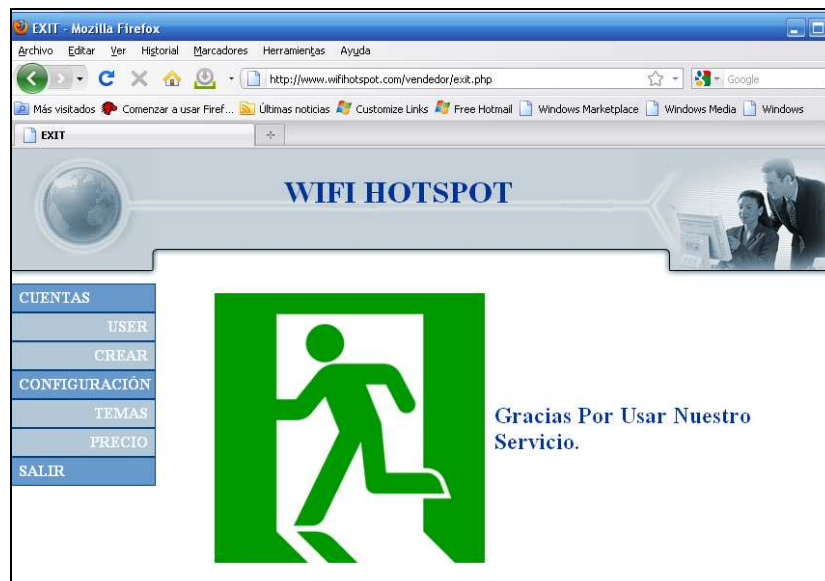 EXIT - Mozilla Firefox
Archivo Editar Ver Historial Marcadores Herramientas Ayuda
http://www.wifihotspot.com/vendedor/exit.php
Google
Más visitados Comenzar a usar Firef... Últimas noticias Customize Links Free Hotmail Windows Marketplace Windows Media Windows
EXIT
WIFI HOTSPOT
CUENTAS
USER
CREAR
CONFIGURACIÓN
TEMAS
PRECIO
SALIR
Gracias Por Usar Nuestro
Servicio.